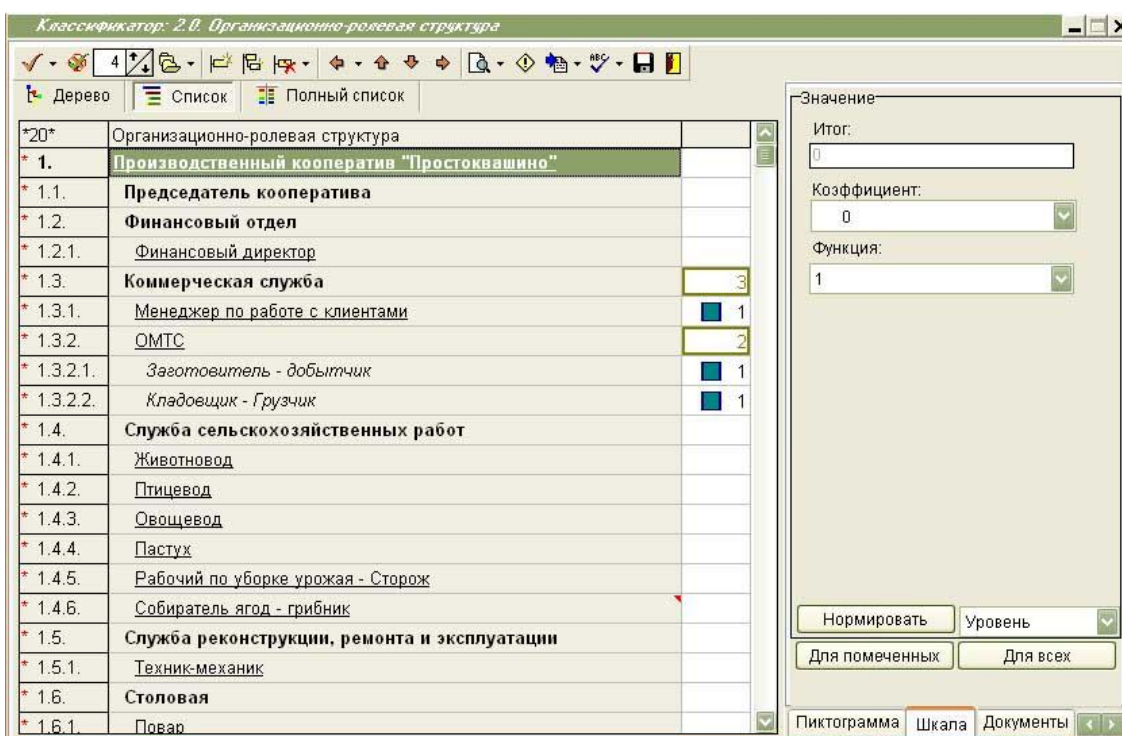 Классификатор: 2.0. Организационно-ролевая структура
4
ABC
Дерево Список Полный список
*20* Организационно-ролевая структура
* 1. Производственный кооператив "Простоквашино"
* 1.1. Председатель кооператива
* 1.2. Финансовый отдел
* 1.2.1. Финансовый директор
* 1.3. Коммерческая служба 3
* 1.3.1. Менеджер по работе с клиентами 1
* 1.3.2. ОМТС 2
* 1.3.2.1. Заготовитель - добытчик 1
* 1.3.2.2. Кладовщик - Грузчик 1
* 1.4. Служба сельскохозяйственных работ
* 1.4.1. Животновод
* 1.4.2. Птицевод
* 1.4.3. Овощевод
* 1.4.4. Пастух
* 1.4.5. Рабочий по уборке урожая - Сторож
* 1.4.6. Собиратель ягод - грибник
* 1.5. Служба реконструкции, ремонта и эксплуатации
* 1.5.1. Техник-механик
* 1.6. Столовая
* 1.6.1. Повар
Значение
Итог:
0
Коэффициент:
0
Функция:
1
Нормировать Уровень
Для помеченных Для всех
Пиктограмма Шкала Документы